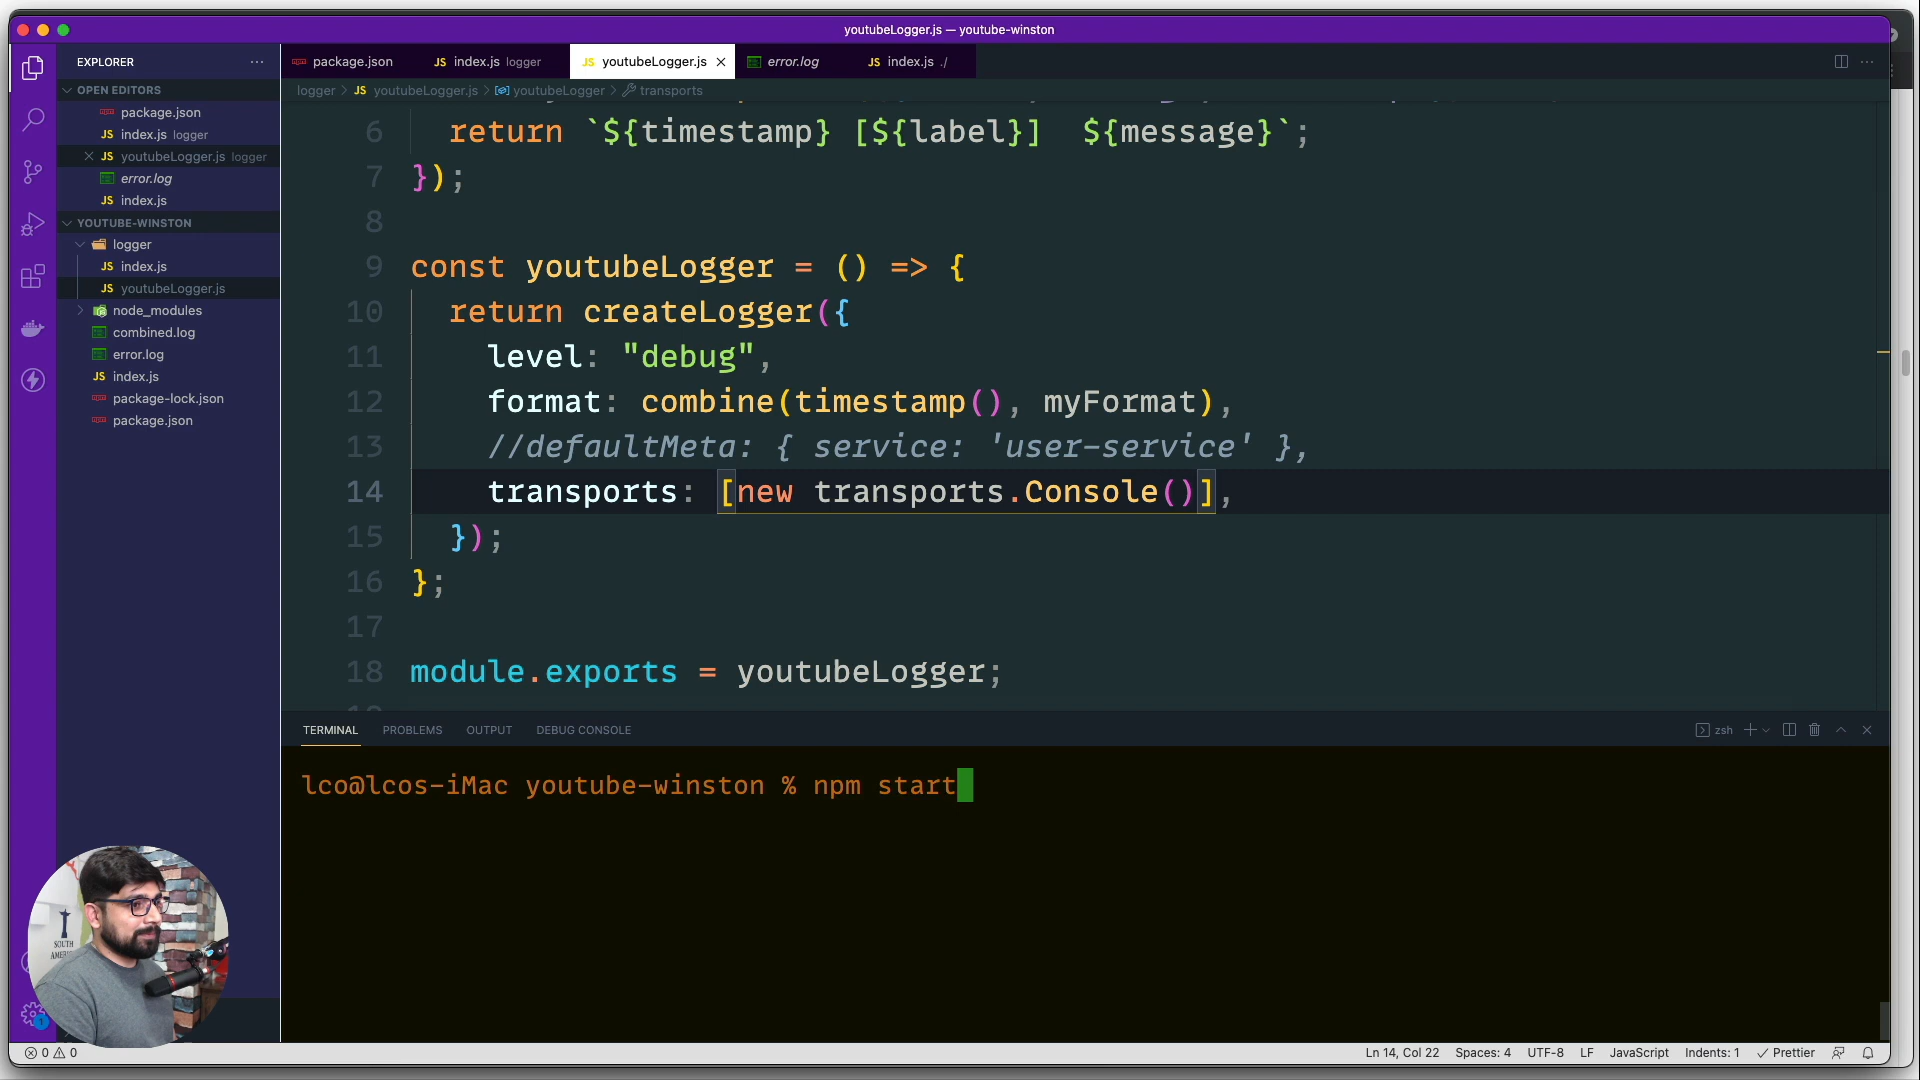 youtubeLogger.js — youtube-winston
EXPLORER
OPEN EDITORS
package.json
index.js logger
youtubeLogger.js logger
error.log
index.js
YOUTUBE-WINSTON
logger
index.js
youtubeLogger.js
node_modules
combined.log
error.log
index.js
package-lock.json
package.json
package.json
JS index.js logger
JS youtubeLogger.js
error.log
JS index.js ./
logger > JS youtubeLogger.js > youtubeLogger > transports
6 return `${timestamp} [${label}] ${message}`;
7 });
8
9 const youtubeLogger = () => {
10 return createLogger({
11 level: "debug",
12 format: combine(timestamp(), myFormat),
13 //defaultMeta: { service: 'user-service' },
14 transports: [new transports.Console()],
15 });
16 };
17
18 module.exports = youtubeLogger;
TERMINAL PROBLEMS OUTPUT DEBUG CONSOLE
zsh
lco@lcos-iMac youtube-winston % npm start
SOUTH
0 0
Ln 14, Col 22 Spaces: 4 UTF-8 LF JavaScript Indents: 1 Prettier